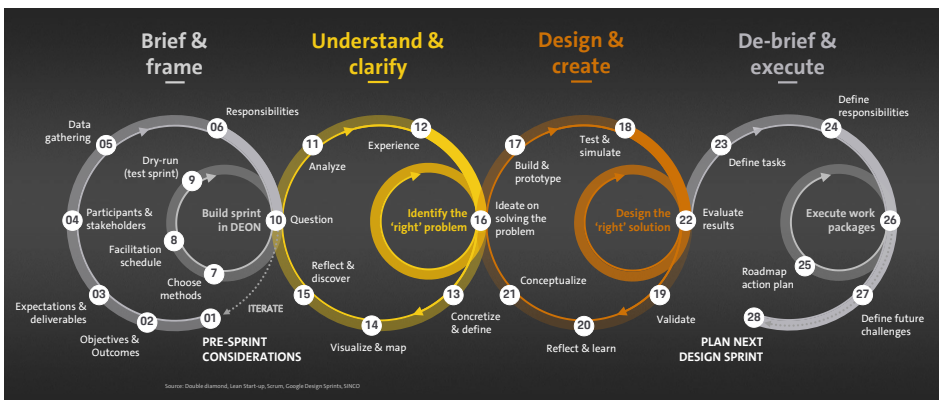 Brief &
frame
Understand &
clarify
Design &
create
De-brief &
execute
06
Responsibilities
Data
gathering
05
Dry-run
(test sprint)
9
04
Participants &
stakeholders
Build sprint
in DEON
10
Question
8
Facilitation
schedule
7
Choose
methods
03
Expectations &
deliverables
02
Objectives &
Outcomes
01
PRE-SPRINT
CONSIDERATIONS
ITERATE
11
Analyze
12
Experience
Identify the
‘right’ problem
16
Ideate on
solving the
problem
Reflect &
discover
15
14
Visualize & map
13
Concretize
& define
17
Build &
prototype
18
Test &
simulate
Design the
‘right’ solution
22
Evaluate
results
Conceptualize
21
20
Reflect & learn
19
Validate
23
Define tasks
Define
responsibilities
24
Execute work
packages
26
25
Roadmap
action plan
27
Define future
challenges
28
PLAN NEXT
DESIGN SPRINT
Source: Double diamond, Lean Start-up, Scrum, Google Design Sprints, SINCO